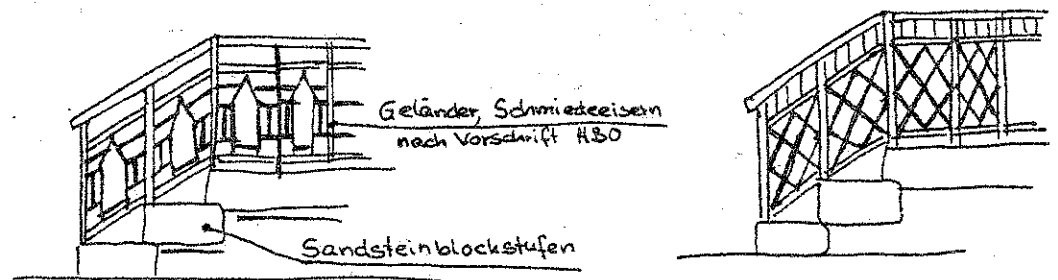 Geländer, Schmiedeeisern
nach Vorschrift HBO
Sandsteinblockstufen